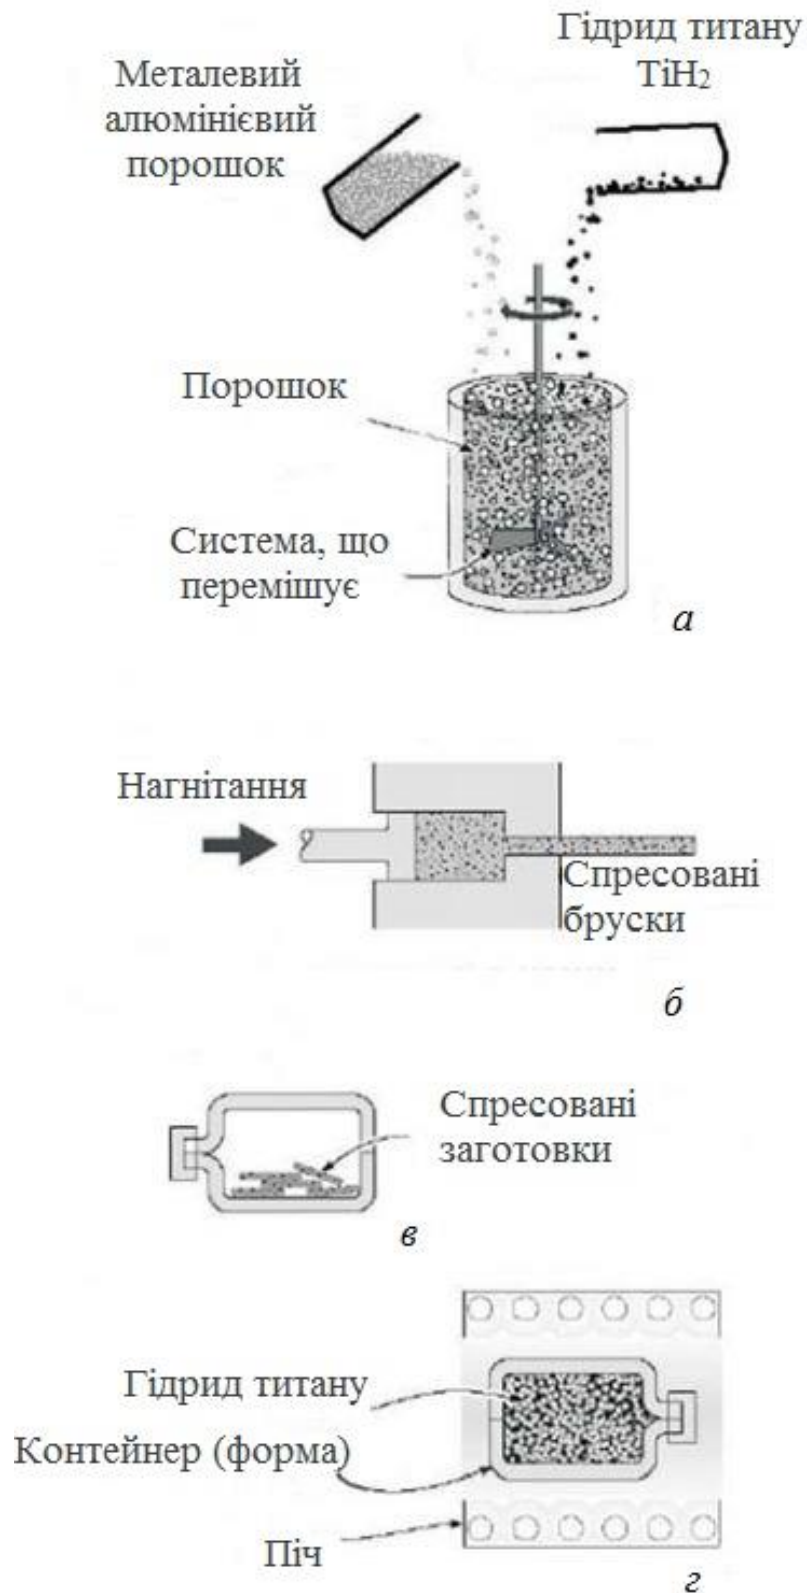 Гідрид титану
TiH₂
Металевий
алюмінієвий
порошок
Порошок
Система, що
перемішує
а
Нагнітання
Спресовані
бруски
б
Спресовані
заготовки
в
Гідрид титану
Контейнер (форма)
Піч
г